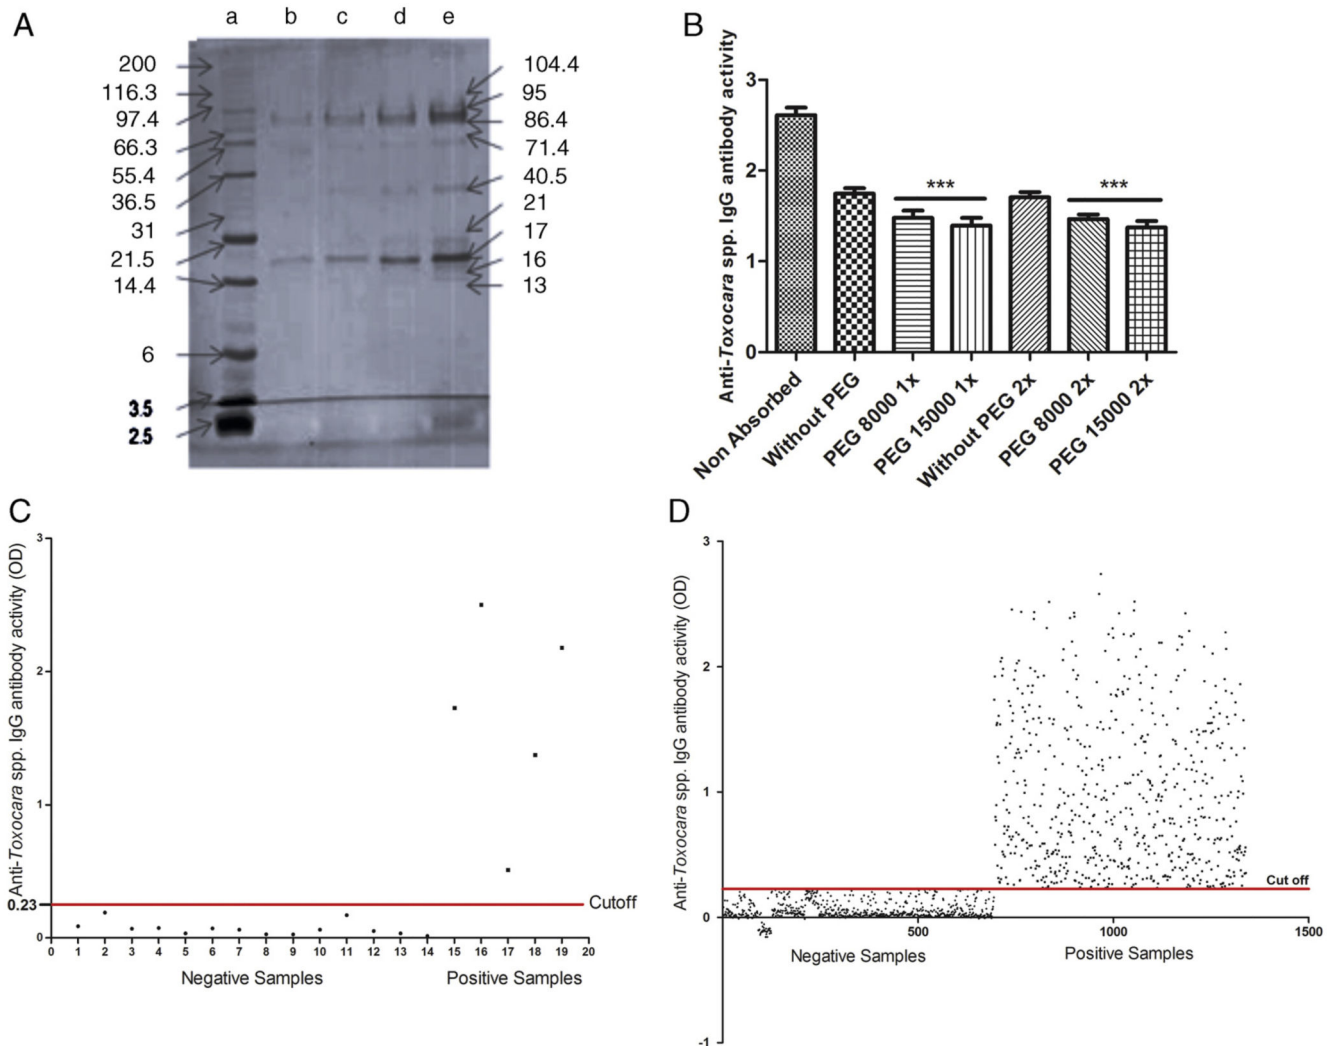 A
a b c d e
200
116.3
97.4
66.3
55.4
36.5
31
21.5
14.4
6
3.5
2.5
104.4
95
86.4
71.4
40.5
21
17
16
13
B
Anti-Toxocara spp. IgG antibody activity
3
2
1
0
***
***
Non Absorbed
Without PEG
PEG 8000 1x
PEG 15000 1x
Without PEG 2x
PEG 8000 2x
PEG 15000 2x
C
Anti-Toxocara spp. IgG antibody activity (OD)
3
2
1
0.23
0
Cutoff
0 1 2 3 4 5 6 7 8 9 10 11 12 13 14 15 16 17 18 19 20
Negative Samples
Positive Samples
D
Anti-Toxocara spp. IgG antibody activity (OD)
3
2
1
0
-1
Cut off
500 1000 1500
Negative Samples
Positive Samples